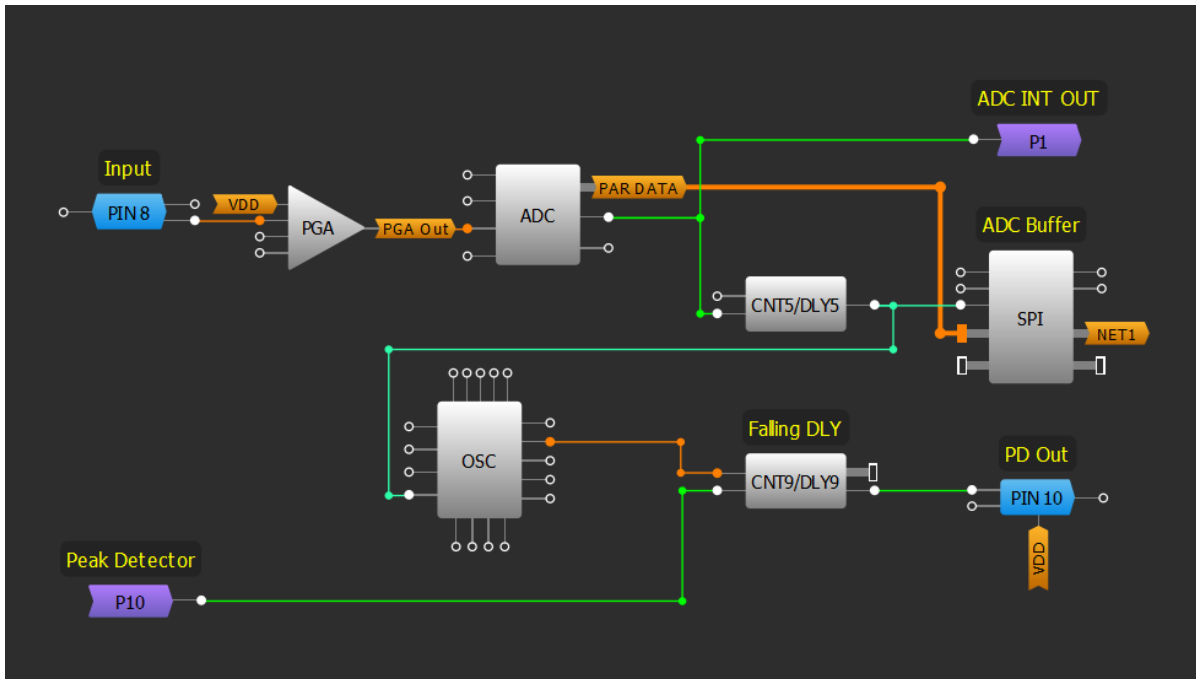 ADC INT OUT
P1
Input
PIN 8
VDD
PGA
PGA Out
ADC
PAR DATA
ADC Buffer
SPI
NET1
CNT5/DLY5
OSC
Falling DLY
CNT9/DLY9
PD Out
PIN 10
VDD
Peak Detector
P10